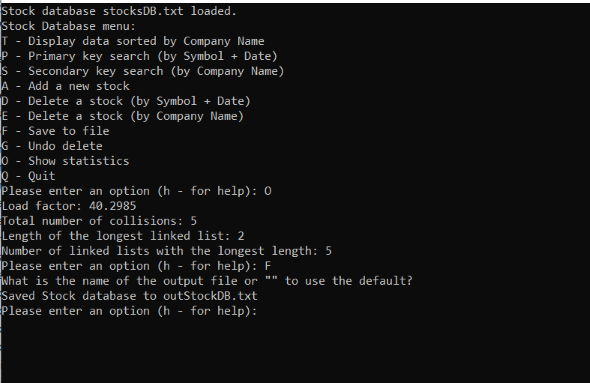 Stock database stocksDB.txt loaded.
Stock Database menu:
T - Display data sorted by Company Name
P - Primary key search (by Symbol + Date)
S - Secondary key search (by Company Name)
A - Add a new stock
D - Delete a stock (by Symbol + Date)
E - Delete a stock (by Company Name)
F - Save to file
G - Undo delete
O - Show statistics
Q - Quit
Please enter an option (h - for help): O
Load factor: 40.2985
Total number of collisions: 5
Length of the longest linked list: 2
Number of linked lists with the longest length: 5
Please enter an option (h - for help): F
What is the name of the output file or "" to use the default?
Saved Stock database to outStockDB.txt
Please enter an option (h - for help):